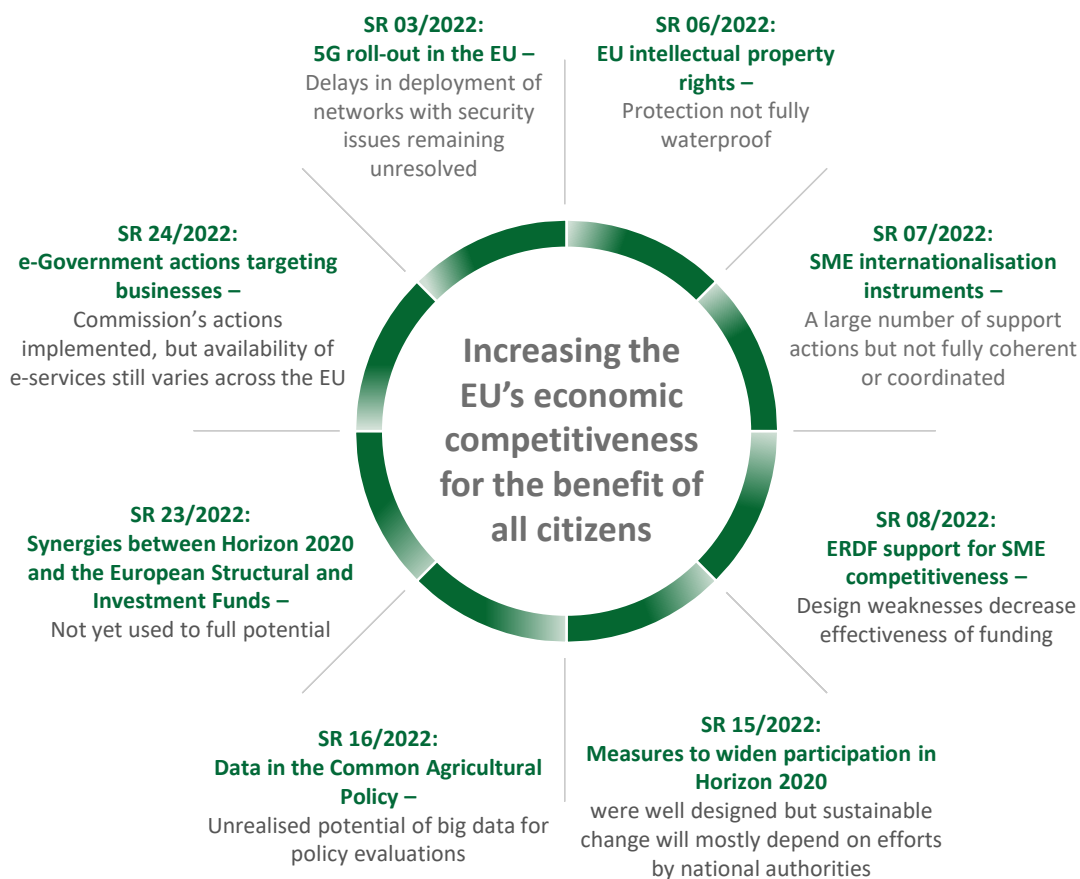 SR 03/2022:
5G roll-out in the EU –
Delays in deployment of
networks with security
issues remaining
unresolved
SR 06/2022:
EU intellectual property
rights –
Protection not fully
waterproof
SR 24/2022:
e-Government actions targeting
businesses –
Commission's actions
implemented, but availability of
e-services still varies across the EU
SR 07/2022:
SME internationalisation
instruments –
A large number of support
actions but not fully coherent
or coordinated
Increasing the
EU's economic
competitiveness
for the benefit of
all citizens
SR 23/2022:
Synergies between Horizon 2020
and the European Structural and
Investment Funds –
Not yet used to full potential
SR 08/2022:
ERDF support for SME
competitiveness –
Design weaknesses decrease
effectiveness of funding
SR 16/2022:
Data in the Common Agricultural
Policy –
Unrealised potential of big data for
policy evaluations
SR 15/2022:
Measures to widen participation in
Horizon 2020
were well designed but sustainable
change will mostly depend on efforts
by national authorities